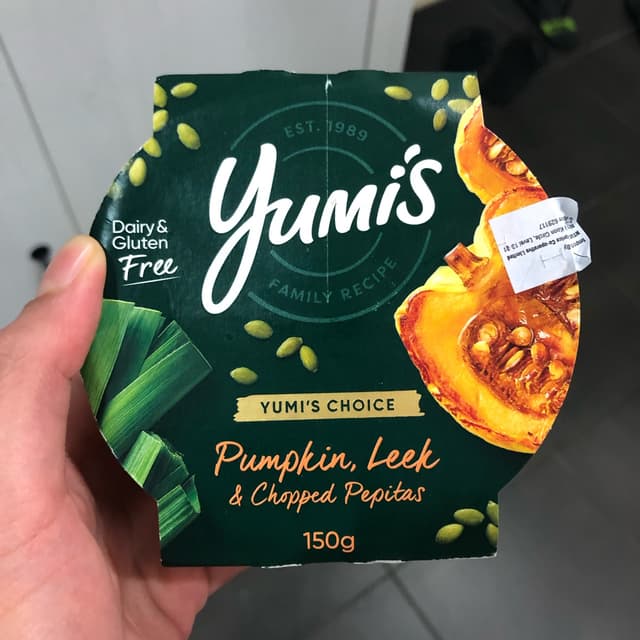 EST. 1989
Yumi's
FAMILY RECIPE
Dairy &
Gluten
Free
YUMI'S CHOICE
Pumpkin, Leek
& Chopped Pepitas
150g